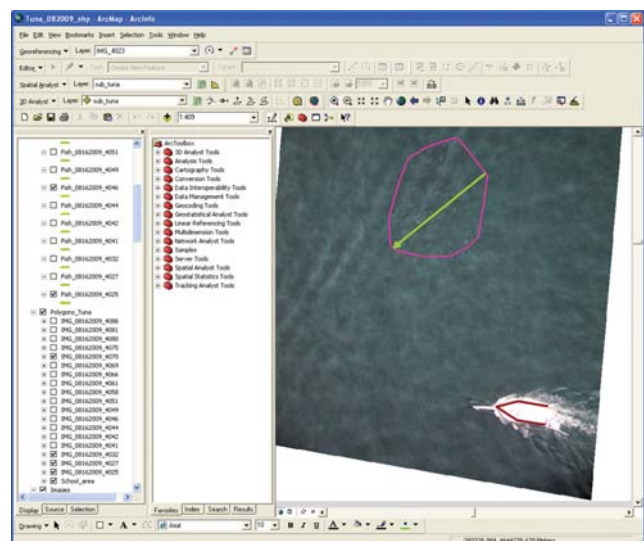 Tuna_082009_shp - ArcMap - ArcInfo
File Edit View Bookmarks Insert Selection Tools Window Help
Georeferencing Layer: IMG_4023
Editor Task: Create New Feature Target:
Spatial Analyst Layer: sub_tuna
3D Analyst Layer: sub_tuna
1:409
Fish_08162009_4051
Fish_08162009_4049
Fish_08162009_4046
Fish_08162009_4044
Fish_08162009_4042
Fish_08162009_4041
Fish_08162009_4032
Fish_08162009_4027
Fish_08162009_4025
Polygons_Tuna
IMG_08162009_4086
IMG_08162009_4081
IMG_08162009_4080
IMG_08162009_4075
IMG_08162009_4070
IMG_08162009_4069
IMG_08162009_4066
IMG_08162009_4061
IMG_08162009_4058
IMG_08162009_4051
IMG_08162009_4049
IMG_08162009_4046
IMG_08162009_4044
IMG_08162009_4042
IMG_08162009_4041
IMG_08162009_4032
IMG_08162009_4027
IMG_08162009_4025
School_area
Images
Display Source Selection
ArcToolbox
3D Analyst Tools
Analysis Tools
Cartography Tools
Conversion Tools
Data Interoperability Tools
Data Management Tools
Geocoding Tools
Geostatistical Analyst Tools
Linear Referencing Tools
Multidimension Tools
Network Analyst Tools
Samples
Server Tools
Spatial Analyst Tools
Spatial Statistics Tools
Tracking Analyst Tools
Favorites Index Search Results
Drawing A Arial 10 B I U A